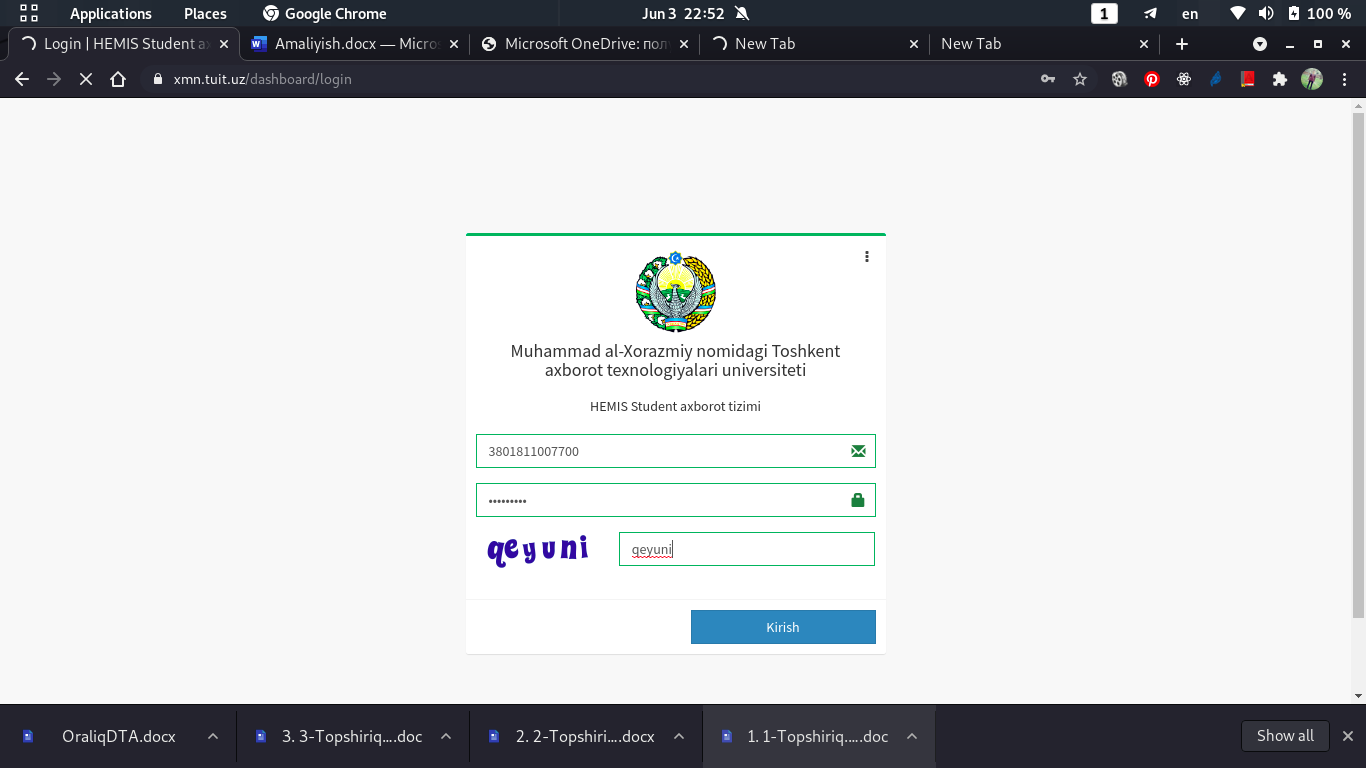 Applications Places Google Chrome Jun 3 22:52 1 en 100 %
Login | HEMIS Student a Amaliyish.docx — Micros Microsoft OneDrive: пол New Tab New Tab
xmn.tuit.uz/dashboard/login
Muhammad al-Xorazmiy nomidagi Toshkent
axborot texnologiyalari universiteti
HEMIS Student axborot tizimi
3801811007700
•••••••••
qeyuni qeyuni
Kirish
OraliqDTA.docx 3. 3-Topshiriq....doc 2. 2-Topshiri....docx 1. 1-Topshiriq.....doc Show all